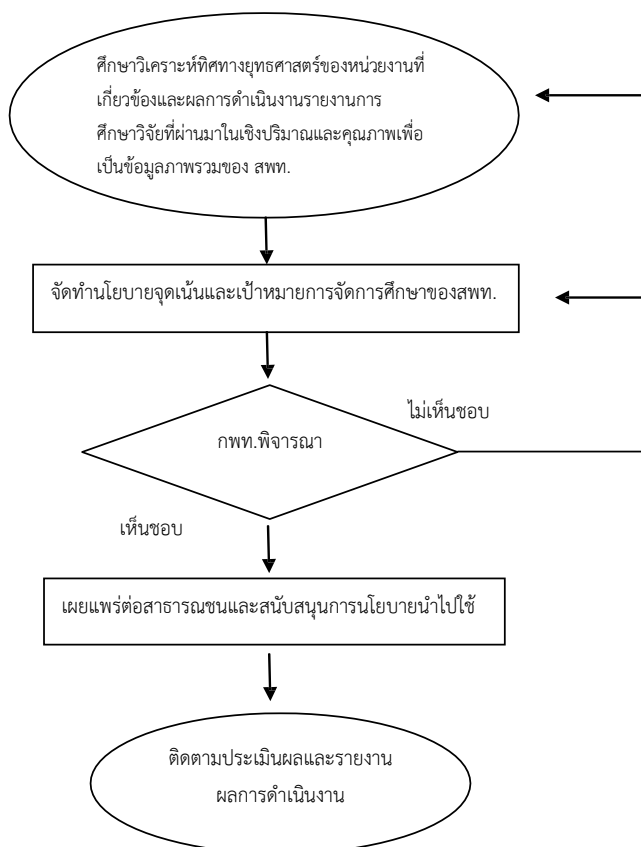 ศึกษาวิเคราะห์ทิศทางยุทธศาสตร์ของหน่วยงานที่
เกี่ยวข้องและผลการดำเนินงานรายงานการ
ศึกษาวิจัยที่ผ่านมาในเชิงปริมาณและคุณภาพเพื่อ
เป็นข้อมูลภาพรวมของ สพท.
จัดทำนโยบายจุดเน้นและเป้าหมายการจัดการศึกษาของสพท.
ไม่เห็นชอบ
กพท.พิจารณา
เห็นชอบ
เผยแพร่ต่อสาธารณชนและสนับสนุนการนโยบายนำไปใช้
ติดตามประเมินผลและรายงาน
ผลการดำเนินงาน